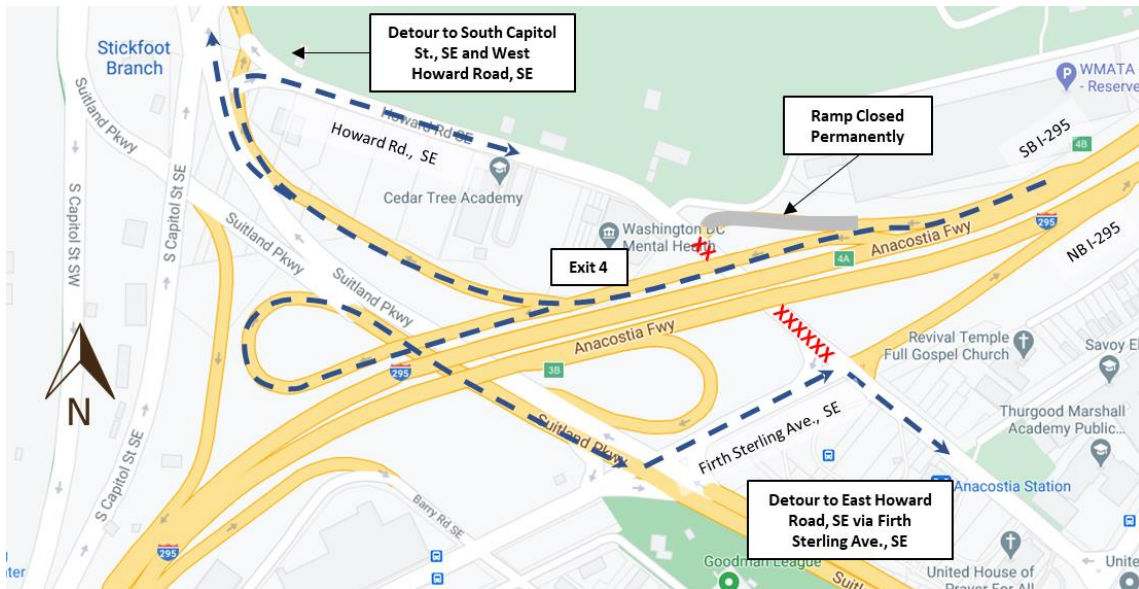 Detour to South Capitol
St., SE and West
Howard Road, SE
Stickfoot
Branch
Suitland Pkwy
S Capitol St SE
S Capitol St SW
S Capitol St SE
Howard Rd SE
Howard Rd., SE
Cedar Tree Academy
WMATA
- Reserve
Ramp Closed
Permanently
SB I-295
4B
295
NB I-295
Washington DC
Mental Health
XX
Anacostia Fwy
4A
Exit 4
Suitland Pkwy
Suitland Pkwy
XXXXXX
Anacostia Fwy
295
3B
Revival Temple
Full Gospel Church
Savoy El
Thurgood Marshall
Academy Public...
N
Suitland Pkwy
Firth Sterling Ave., SE
Anacostia Station
Detour to East Howard
Road, SE via Firth
Sterling Ave., SE
Barry Rd SE
295
Goodman League
Suitl
United House of
Prayer For All
United
nter